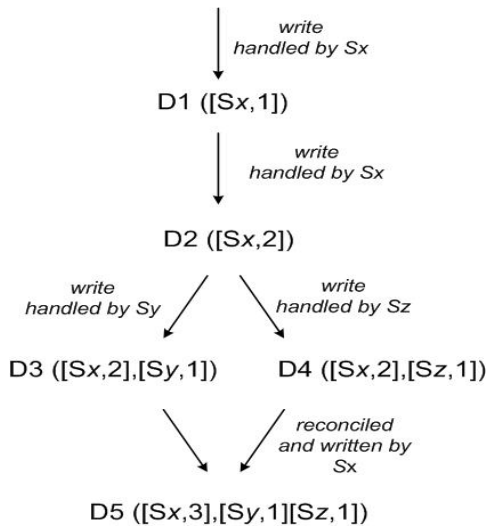 write
handled by Sx
D1 ([Sx,1])
write
handled by Sx
D2 ([Sx,2])
write
handled by Sy
write
handled by Sz
D3 ([Sx,2],[Sy,1])
D4 ([Sx,2],[Sz,1])
reconciled
and written by
Sx
D5 ([Sx,3],[Sy,1][Sz,1])